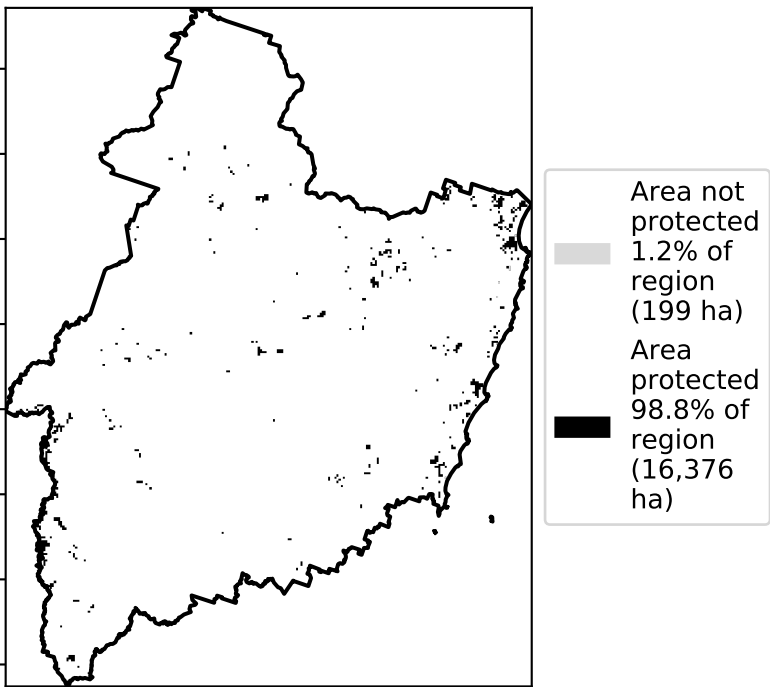 Area not
protected
1.2% of
region
(199 ha)
Area
protected
98.8% of
region
(16,376
ha)